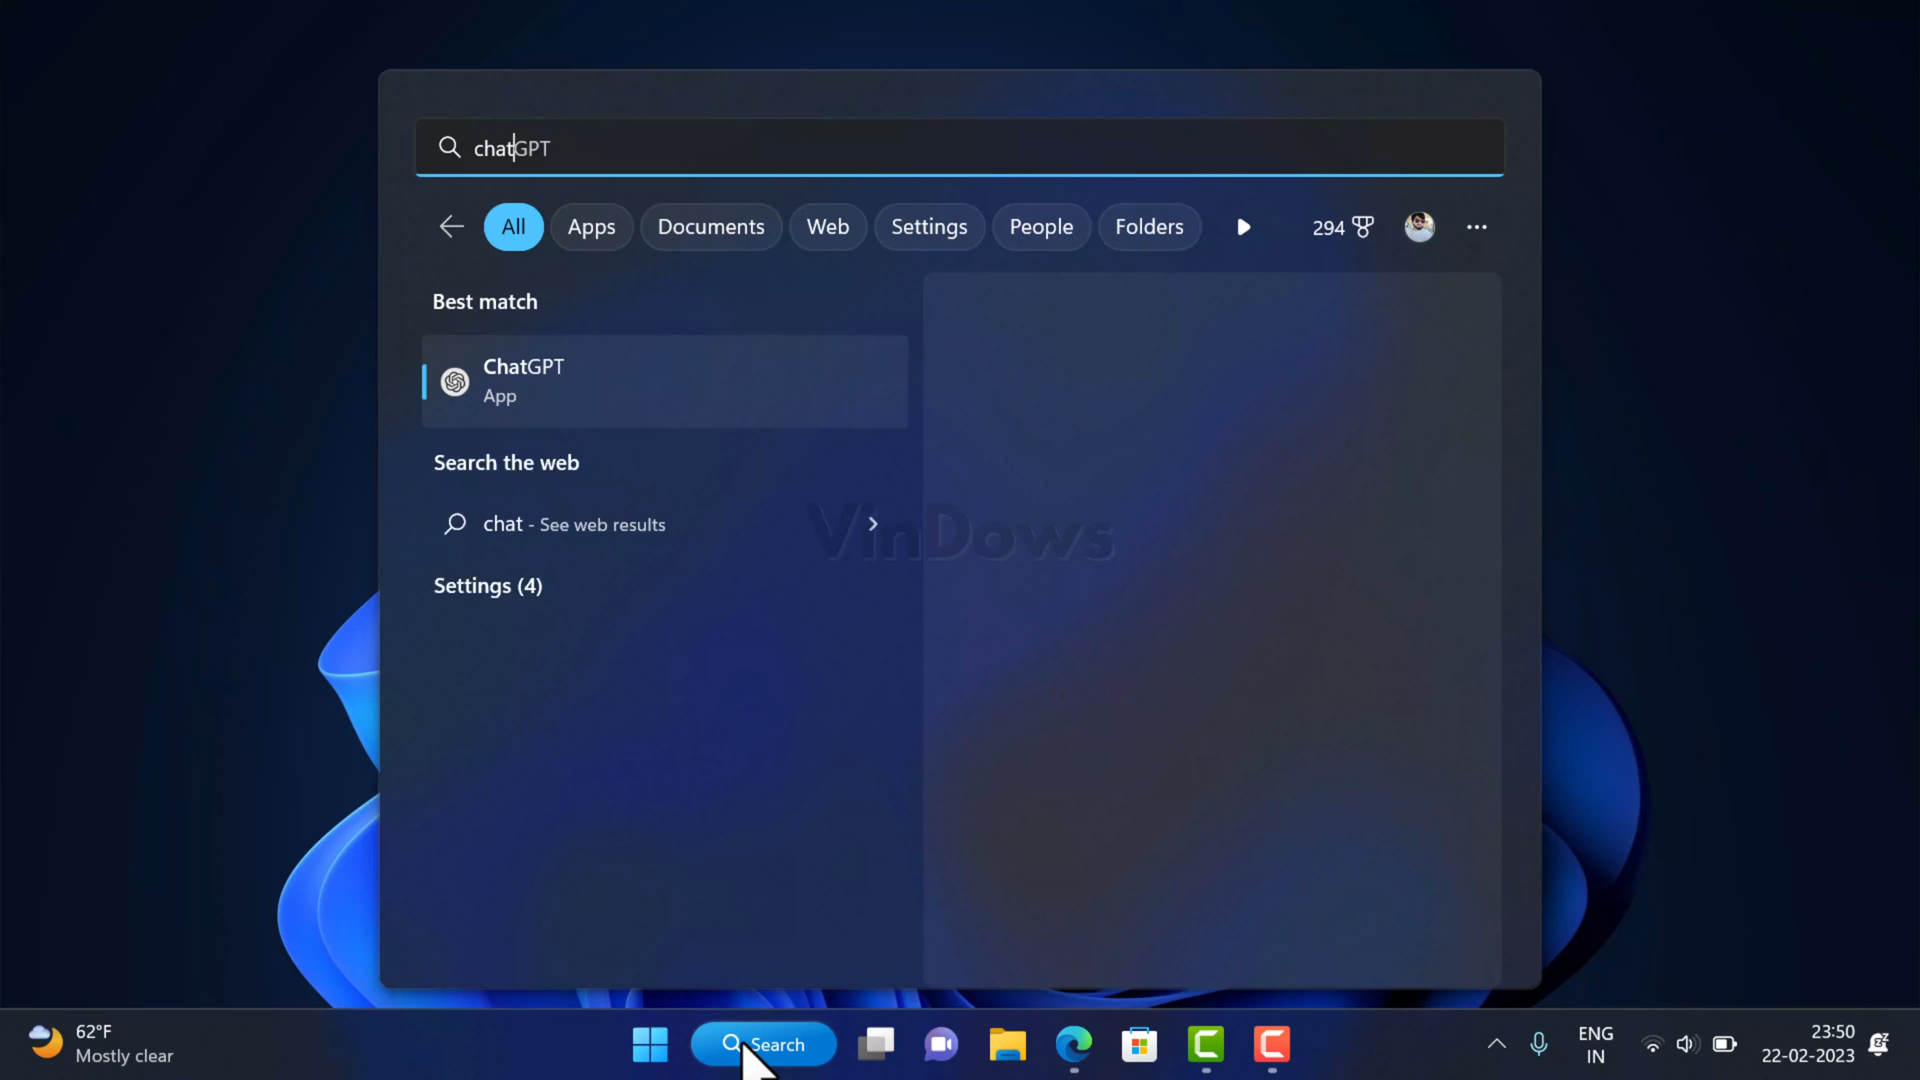 chatGPT
All Apps Documents Web Settings People Folders 294
Best match
ChatGPT
App
Search the web
chat - See web results
VinDows
Settings (4)
62°F
Mostly clear
Search
ENG
IN
23:50
22-02-2023